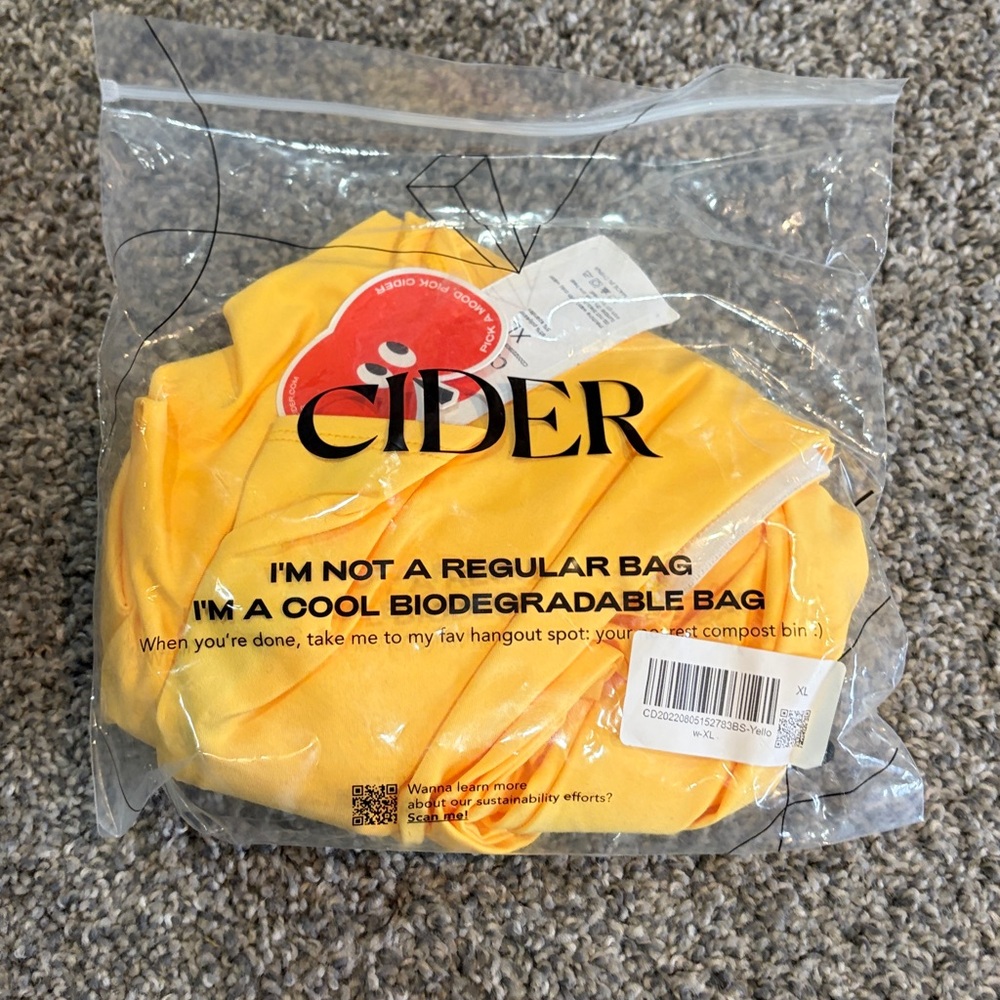 PICK A MOOD, PICK CIDER
XL
CIDER
I'M NOT A REGULAR BAG
I'M A COOL BIODEGRADABLE BAG
When you're done, take me to my fav hangout spot: your nearest compost bin :)
XL
CD20220805152783BS-Yello
w-XL
Wanna learn more
about our sustainability efforts?
Scan me!